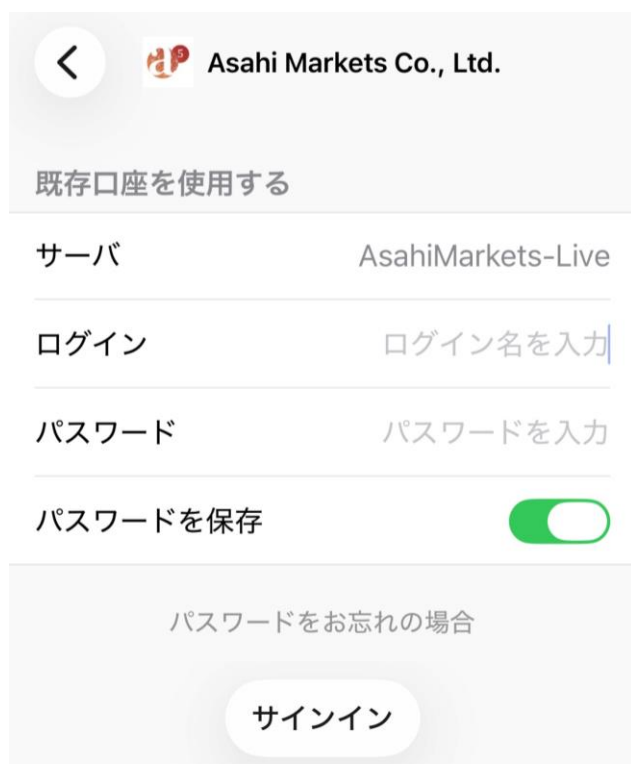 Asahi Markets Co., Ltd.
既存口座を使用する
サーバ AsahiMarkets-Live
ログイン ログイン名を入力
パスワード パスワードを入力
パスワードを保存
パスワードをお忘れの場合
サインイン